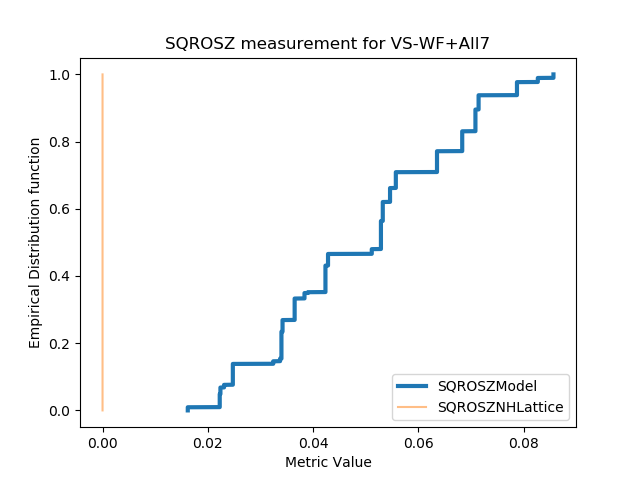 SQROSZ measurement for VS-WF+All7
Empirical Distribution function
1.0
0.8
0.6
0.4
0.2
0.0
SQROSZModel
SQROSZNHLattice
0.00 0.02 0.04 0.06 0.08
Metric Value